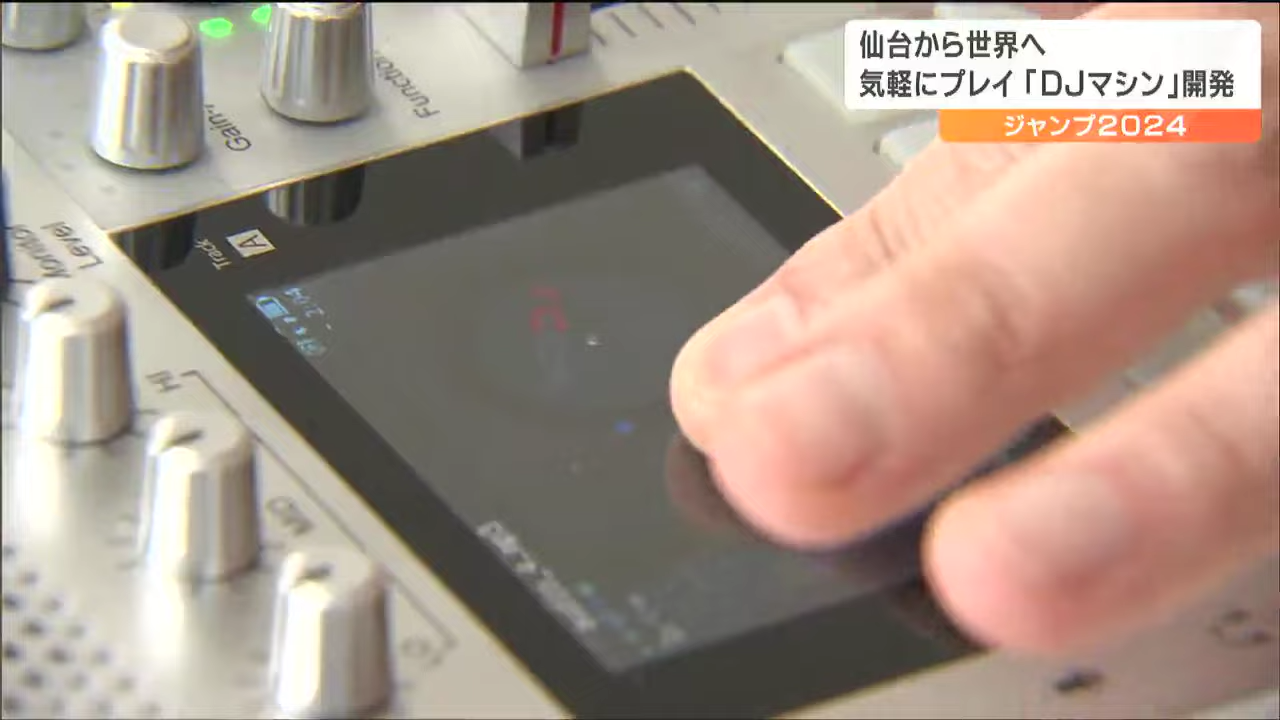 仙台から世界へ
気軽にプレイ「DJマシン」開発
ジャンプ2024
Function
Gain
Monitor
Level
Track
A
HI
MID
LO